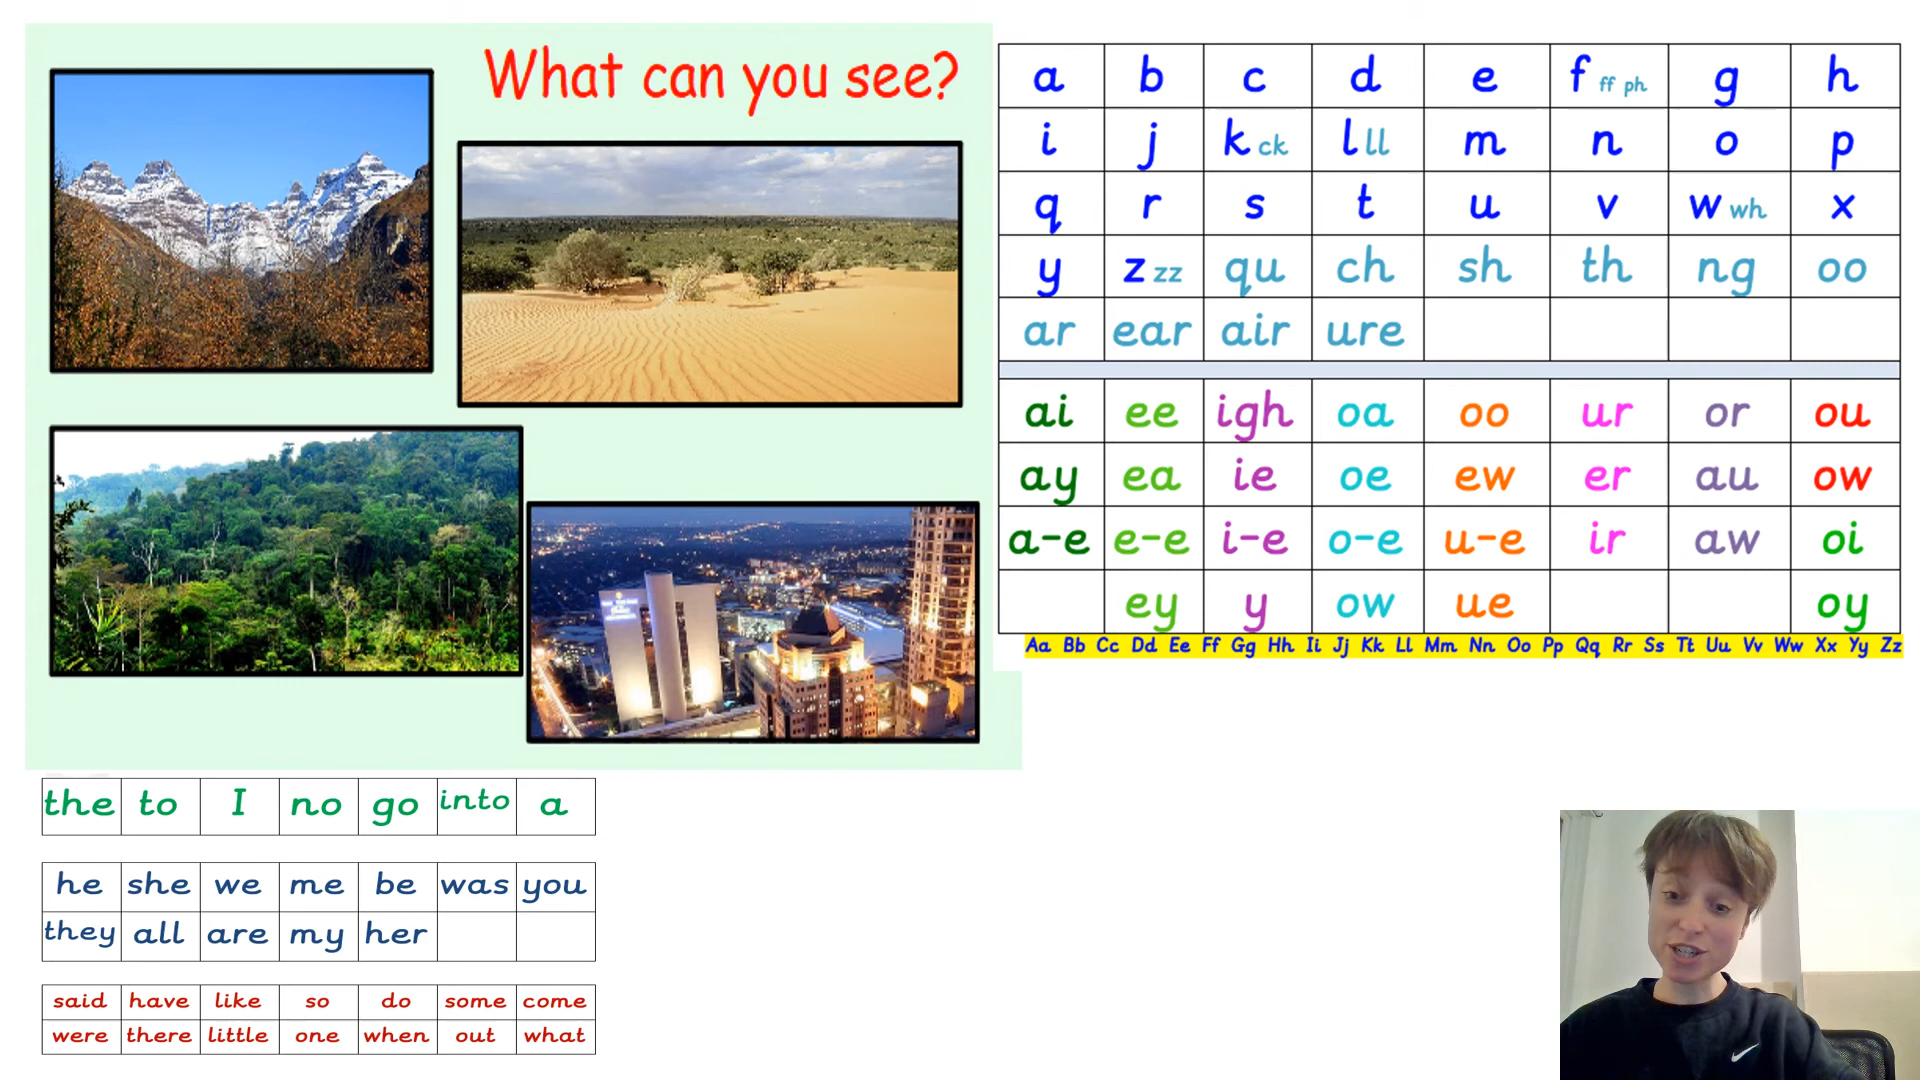 What can you see?
a b c d e f ff ph g h
i j k ck l ll m n o p
q r s t u v w wh x
y z zz qu ch sh th ng oo
ar ear air ure
ai ee igh oa oo ur or ou
ay ea ie oe ew er au ow
a-e e-e i-e o-e u-e ir aw oi
ey y ow ue oy
Aa Bb Cc Dd Ee Ff Gg Hh Ii Jj Kk Ll Mm Nn Oo Pp Qq Rr Ss Tt Uu Vv Ww Xx Yy Zz
the to I no go into a
he she we me be was you
they all are my her
said have like so do some come
were there little one when out what